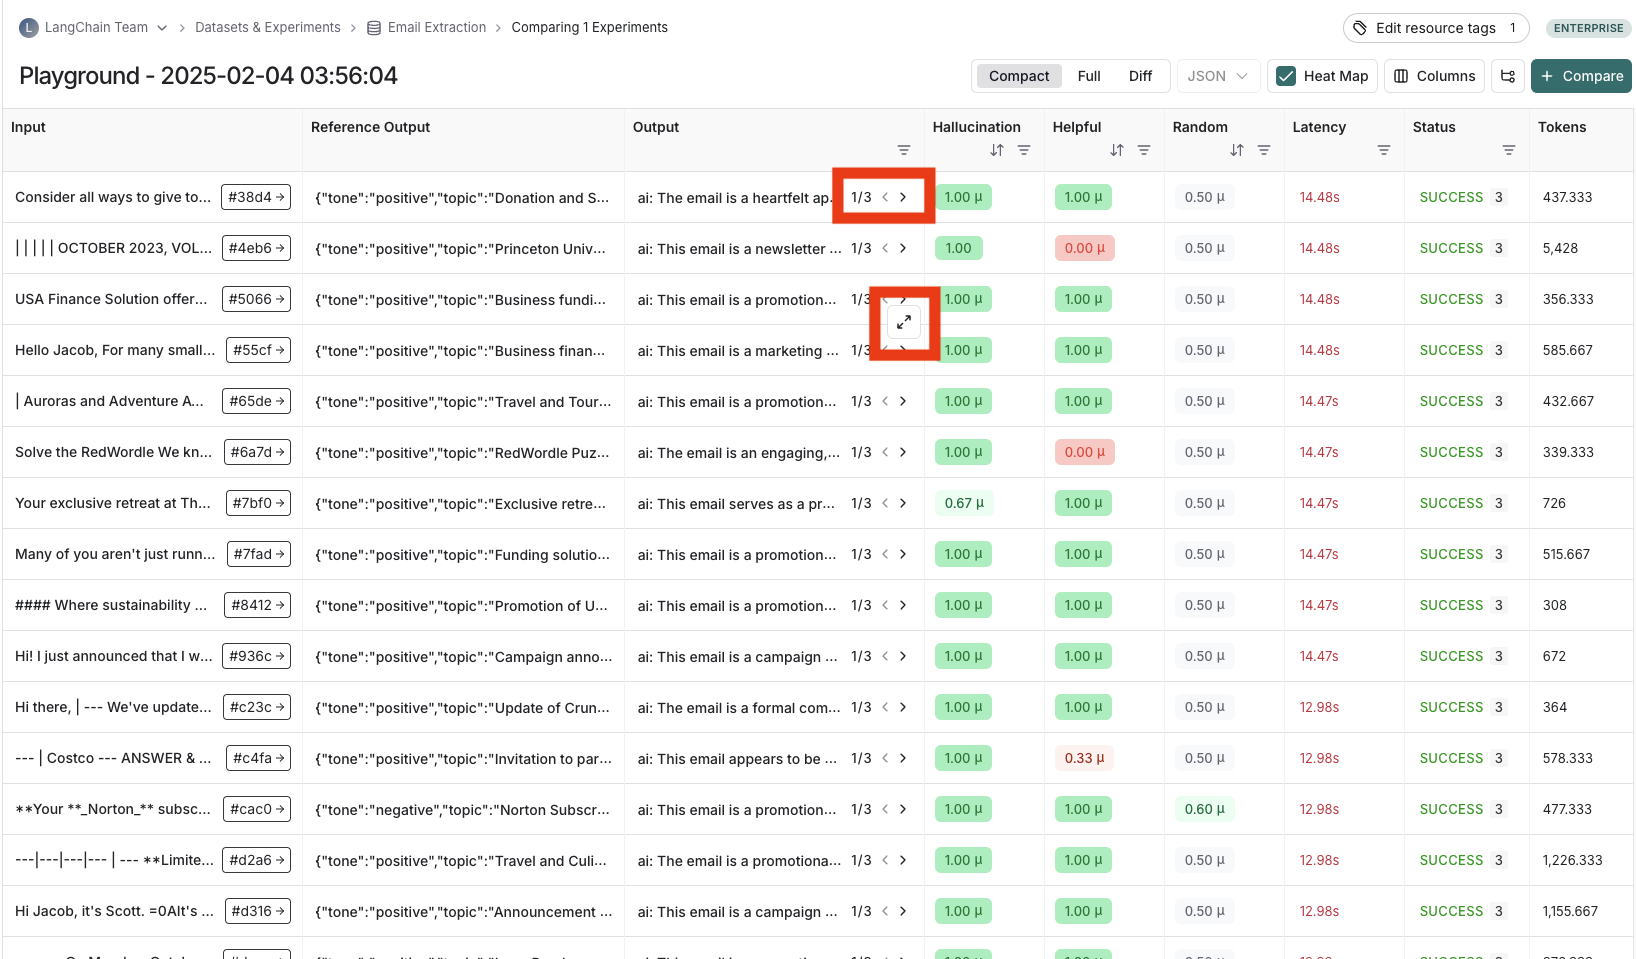 L LangChain Team > Datasets & Experiments > Email Extraction > Comparing 1 Experiments Edit resource tags 1 ENTERPRISE
Playground - 2025-02-04 03:56:04 Compact Full Diff JSON Heat Map Columns + Compare
Input Reference Output Output Hallucination Helpful Random Latency Status Tokens
Consider all ways to give to... #38d4→ {"tone":"positive","topic":"Donation and S... ai: The email is a heartfelt ap... 1/3 < > 1.00 μ 1.00 μ 0.50 μ 14.48s SUCCESS 3 437.333
| | | | | OCTOBER 2023, VOL... #4eb6→ {"tone":"positive","topic":"Princeton Univ... ai: This email is a newsletter ... 1/3 < > 1.00 0.00 μ 0.50 μ 14.48s SUCCESS 3 5,428
USA Finance Solution offer... #5066→ {"tone":"positive","topic":"Business fundi... ai: This email is a promotion... 1/3 < > 1.00 μ 1.00 μ 0.50 μ 14.48s SUCCESS 3 356.333
Hello Jacob, For many small... #55cf→ {"tone":"positive","topic":"Business finan... ai: This email is a marketing ... 1/3 < > 1.00 μ 1.00 μ 0.50 μ 14.48s SUCCESS 3 585.667
| Auroras and Adventure A... #65de→ {"tone":"positive","topic":"Travel and Tour... ai: This email is a promotion... 1/3 < > 1.00 μ 1.00 μ 0.50 μ 14.47s SUCCESS 3 432.667
Solve the RedWordle We kn... #6a7d→ {"tone":"positive","topic":"RedWordle Puz... ai: The email is an engaging,... 1/3 < > 1.00 μ 0.00 μ 0.50 μ 14.47s SUCCESS 3 339.333
Your exclusive retreat at Th... #7bf0→ {"tone":"positive","topic":"Exclusive retre... ai: This email serves as a pr... 1/3 < > 0.67 μ 1.00 μ 0.50 μ 14.47s SUCCESS 3 726
Many of you aren't just runn... #7fad→ {"tone":"positive","topic":"Funding solutio... ai: This email is a promotion... 1/3 < > 1.00 μ 1.00 μ 0.50 μ 14.47s SUCCESS 3 515.667
#### Where sustainability ... #8412→ {"tone":"positive","topic":"Promotion of U... ai: This email is a promotion... 1/3 < > 1.00 μ 1.00 μ 0.50 μ 14.47s SUCCESS 3 308
Hi! I just announced that I w... #936c→ {"tone":"positive","topic":"Campaign anno... ai: This email is a campaign ... 1/3 < > 1.00 μ 1.00 μ 0.50 μ 14.47s SUCCESS 3 672
Hi there, | --- We've update... #c23c→ {"tone":"positive","topic":"Update of Crun... ai: The email is a formal com... 1/3 < > 1.00 μ 1.00 μ 0.50 μ 12.98s SUCCESS 3 364
--- | Costco --- ANSWER & ... #c4fa→ {"tone":"positive","topic":"Invitation to par... ai: This email appears to be ... 1/3 < > 1.00 μ 0.33 μ 0.50 μ 12.98s SUCCESS 3 578.333
**Your **_Norton_** subsc... #cac0→ {"tone":"negative","topic":"Norton Subscr... ai: This email is a promotion... 1/3 < > 1.00 μ 1.00 μ 0.60 μ 12.98s SUCCESS 3 477.333
---|---|---|--- | --- **Limite... #d2a6→ {"tone":"positive","topic":"Travel and Culi... ai: The email is a promotiona... 1/3 < > 1.00 μ 1.00 μ 0.50 μ 12.98s SUCCESS 3 1,226.333
Hi Jacob, it's Scott. =0AIt's ... #d316→ {"tone":"positive","topic":"Announcement ... ai: This email is a campaign ... 1/3 < > 1.00 μ 1.00 μ 0.50 μ 12.98s SUCCESS 3 1,155.667